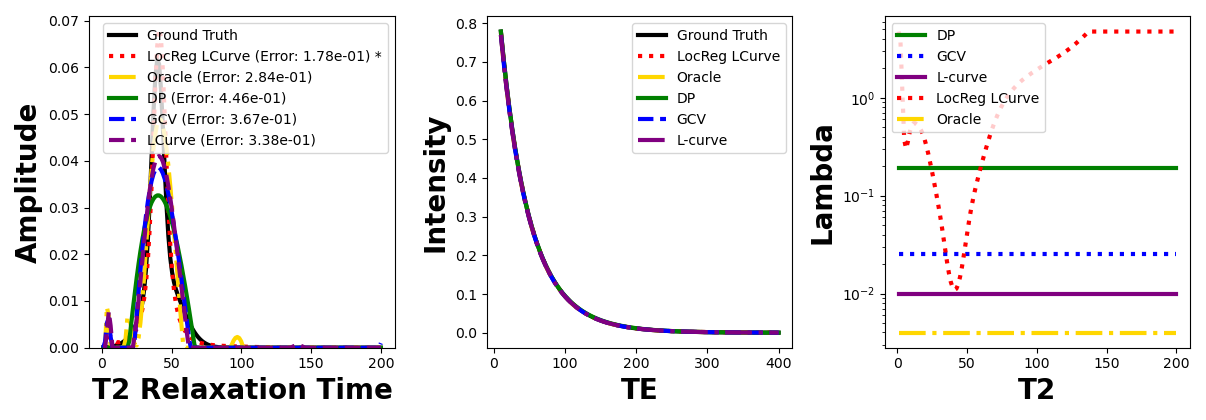 0.07
0.06
0.05
0.04
0.03
0.02
0.01
0.00
Amplitude
Ground Truth
LocReg LCurve (Error: 1.78e-01) *
Oracle (Error: 2.84e-01)
DP (Error: 4.46e-01)
GCV (Error: 3.67e-01)
LCurve (Error: 3.38e-01)
0 50 100 150 200
T2 Relaxation Time
0.8
0.7
0.6
0.5
0.4
0.3
0.2
0.1
0.0
Intensity
Ground Truth
LocReg LCurve
Oracle
DP
GCV
L-curve
0 100 200 300 400
TE
10⁰
10⁻¹
10⁻²
Lambda
DP
GCV
L-curve
LocReg LCurve
Oracle
0 50 100 150 200
T2